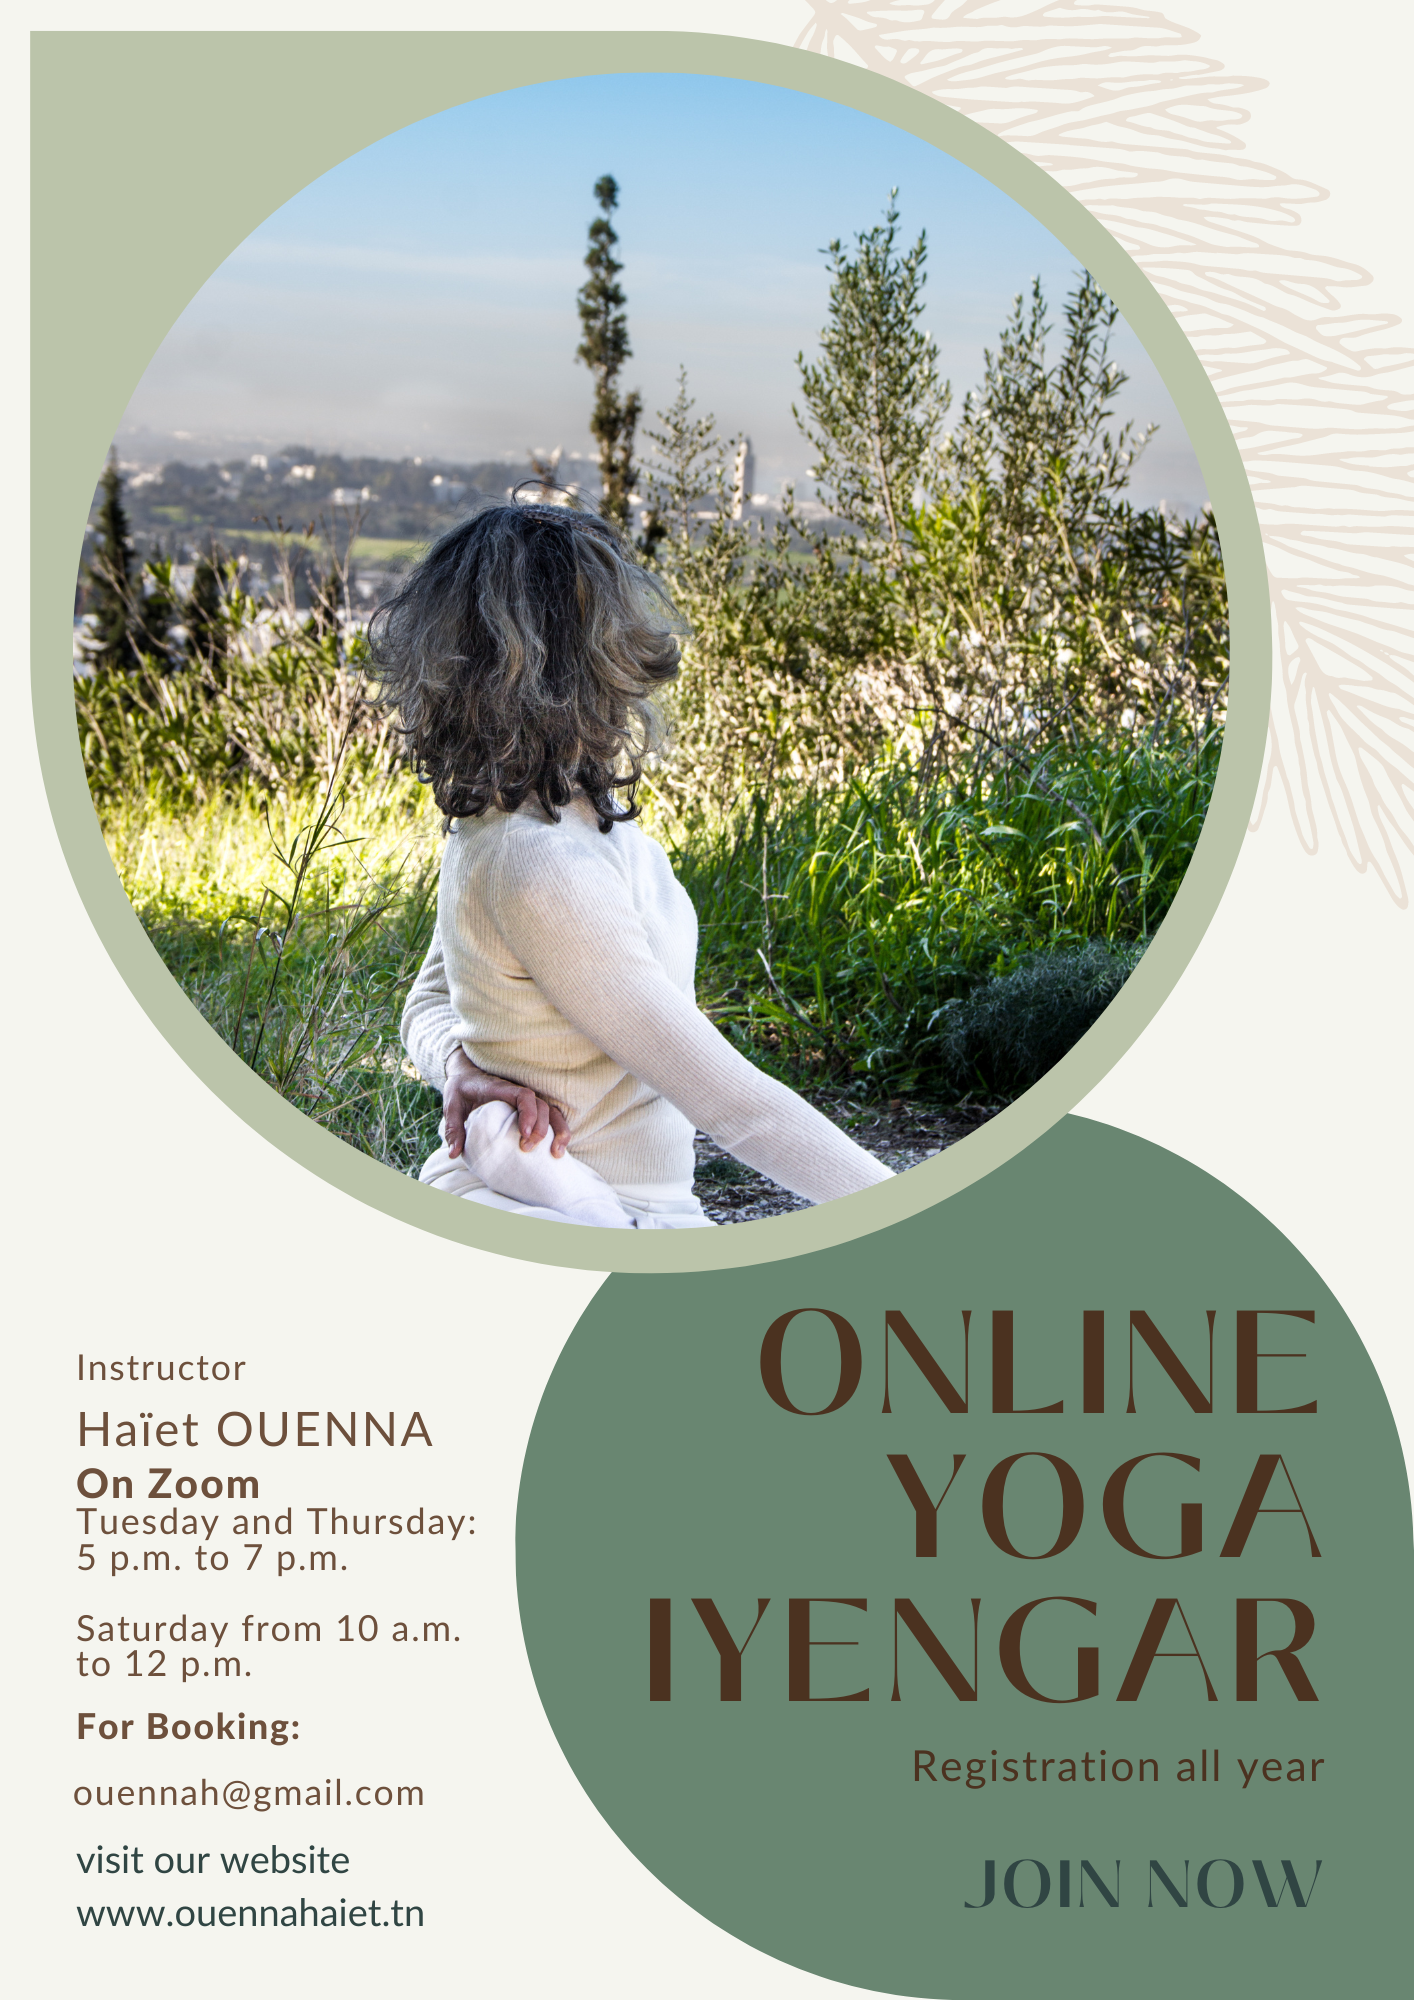 Instructor
Haïet OUENNA
On Zoom
Tuesday and Thursday:
5 p.m. to 7 p.m.
Saturday from 10 a.m.
to 12 p.m.
For Booking:
ouennah@gmail.com
visit our website
www.ouennahaiet.tn
ONLINE
YOGA
IYENGAR
Registration all year
JOIN NOW